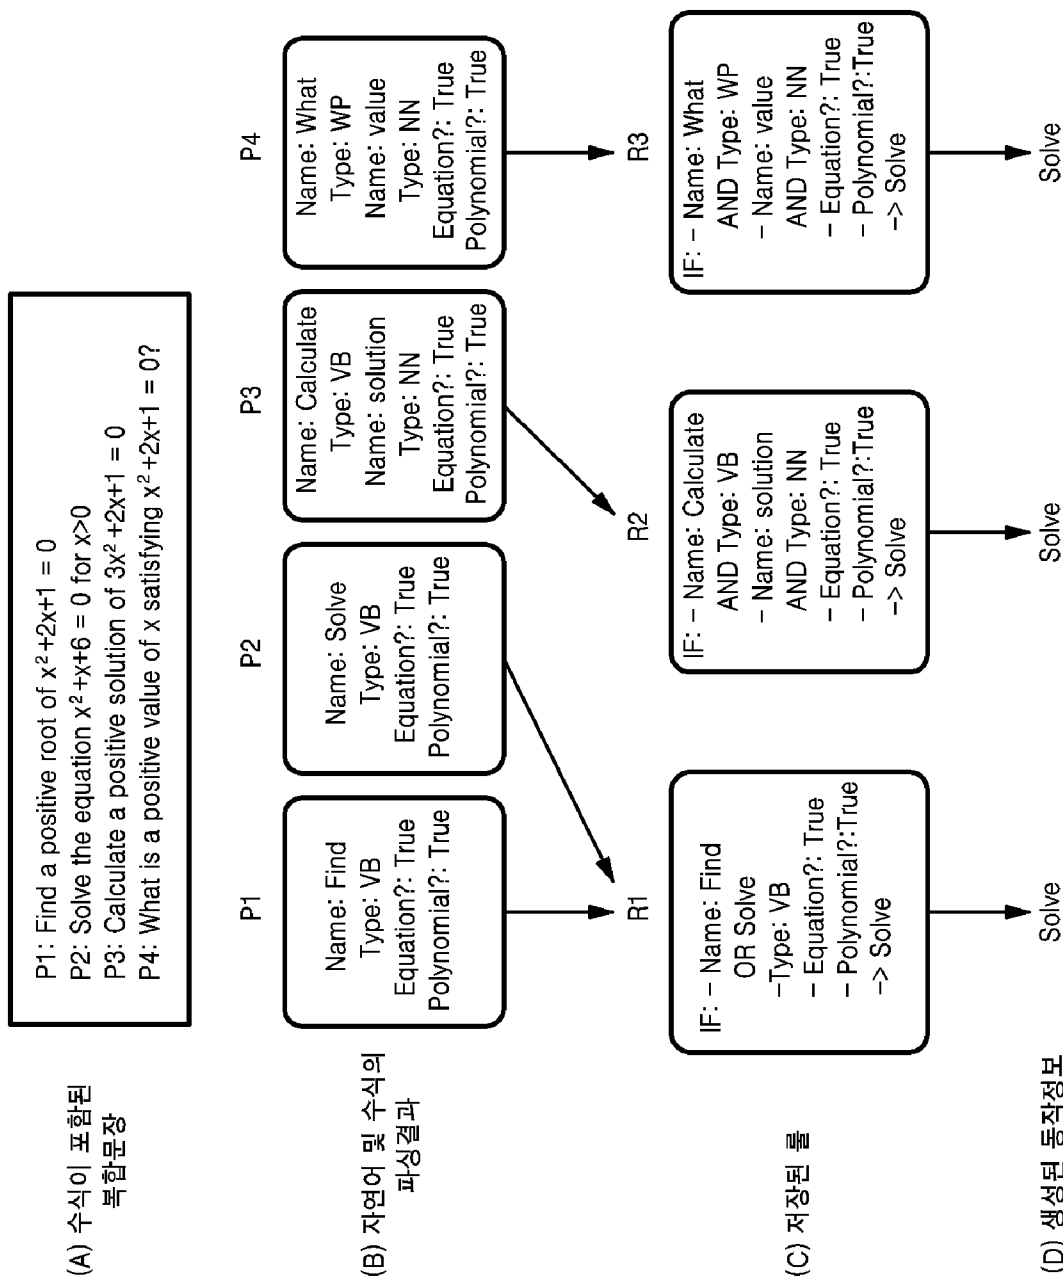 (A) 수식이 포함된
복합문장
P1: Find a positive root of x²+2x+1 = 0
P2: Solve the equation x²+x+6 = 0 for x>0
P3: Calculate a positive solution of 3x²+2x+1 = 0
P4: What is a positive value of x satisfying x²+2x+1 = 0?
(B) 자연어 및 수식의
파싱결과
P1
Name: Find
Type: VB
Equation?: True
Polynomial?: True
P2
Name: Solve
Type: VB
Equation?: True
Polynomial?: True
P3
Name: Calculate
Type: VB
Name: solution
Type: NN
Equation?: True
Polynomial?: True
P4
Name: What
Type: WP
Name: value
Type: NN
Equation?: True
Polynomial?: True
(C) 저장된 룰
R1
IF: – Name: Find
OR Solve
–Type: VB
– Equation?: True
– Polynomial?:True
–> Solve
R2
IF: – Name: Calculate
AND Type: VB
– Name: solution
AND Type: NN
– Equation?: True
– Polynomial?:True
–> Solve
R3
IF: – Name: What
AND Type: WP
– Name: value
AND Type: NN
– Equation?: True
– Polynomial?:True
–> Solve
(D) 생성된 동작정보
Solve
Solve
Solve